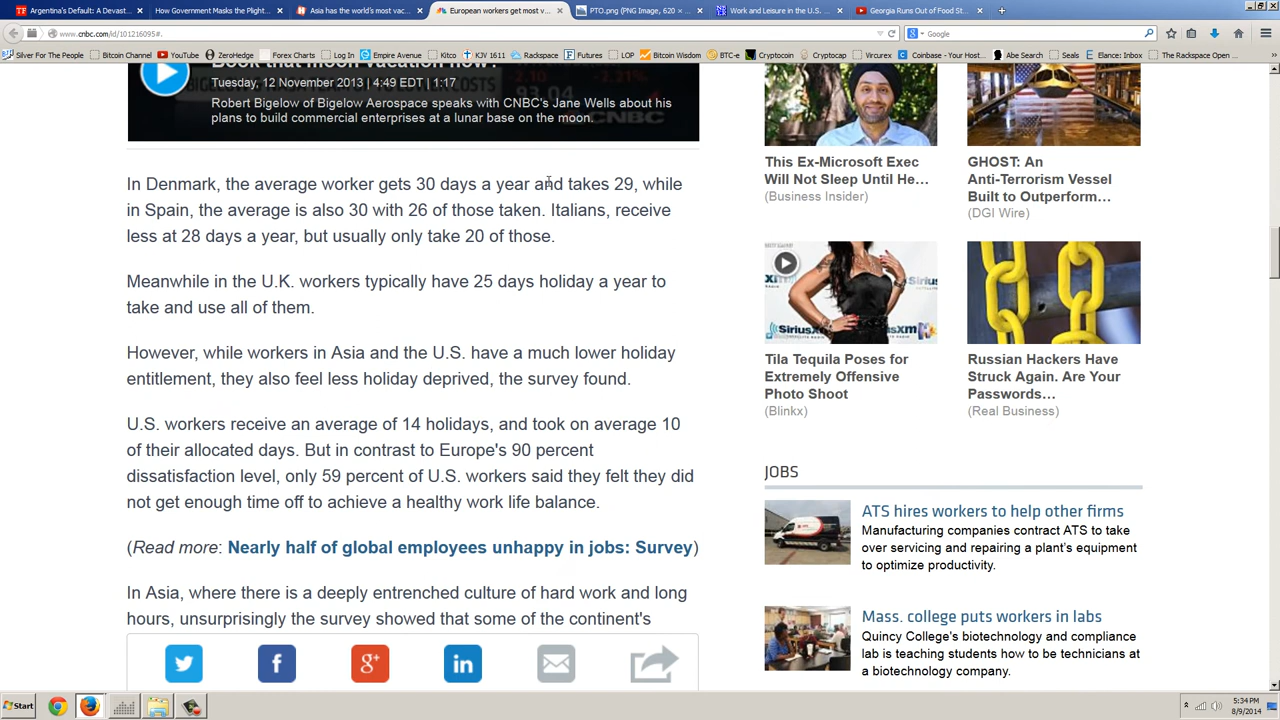 Argentina's Default: A Devast...
How Government Masks the Plight...
Asia has the world's most vac...
European workers get most v...
PTO.png (PNG Image, 620 ×...
Work and Leisure in the U.S. ...
Georgia Runs Out of Food St...
www.cnbc.com/id/101216095#.
Google
Silver For The People
Bitcoin Channel
YouTube
Forex Charts
Log In
Empire Avenue
Kitco
KJV 1611
Rackspace
Futures
LOP
Bitcoin Wisdom
BTC-e
Cryptocoin
Cryptocap
Vircurex
Coinbase - Your Host...
Abe Search
Seals
Elance: Inbox
The Rackspace Open ...
Tuesday, 12 November 2013 | 4:49 EDT | 1:17
Robert Bigelow of Bigelow Aerospace speaks with CNBC's Jane Wells about his
plans to build commercial enterprises at a lunar base on the moon.
In Denmark, the average worker gets 30 days a year and takes 29, while
in Spain, the average is also 30 with 26 of those taken. Italians, receive
less at 28 days a year, but usually only take 20 of those.
Meanwhile in the U.K. workers typically have 25 days holiday a year to
take and use all of them.
However, while workers in Asia and the U.S. have a much lower holiday
entitlement, they also feel less holiday deprived, the survey found.
U.S. workers receive an average of 14 holidays, and took on average 10
of their allocated days. But in contrast to Europe's 90 percent
dissatisfaction level, only 59 percent of U.S. workers said they felt they did
not get enough time off to achieve a healthy work life balance.
(Read more: Nearly half of global employees unhappy in jobs: Survey)
In Asia, where there is a deeply entrenched culture of hard work and long
hours, unsurprisingly the survey showed that some of the continent's
This Ex-Microsoft Exec
Will Not Sleep Until He...
(Business Insider)
GHOST: An
Anti-Terrorism Vessel
Built to Outperform...
(DGI Wire)
SiriusXM
Tila Tequila Poses for
Extremely Offensive
Photo Shoot
(Blinkx)
Russian Hackers Have
Struck Again. Are Your
Passwords...
(Real Business)
JOBS
ATS hires workers to help other firms
Manufacturing companies contract ATS to take
over servicing and repairing a plant's equipment
to optimize productivity.
Mass. college puts workers in labs
Quincy College's biotechnology and compliance
lab is teaching students how to be technicians at
a biotechnology company.
Start
5:34 PM
8/9/2014